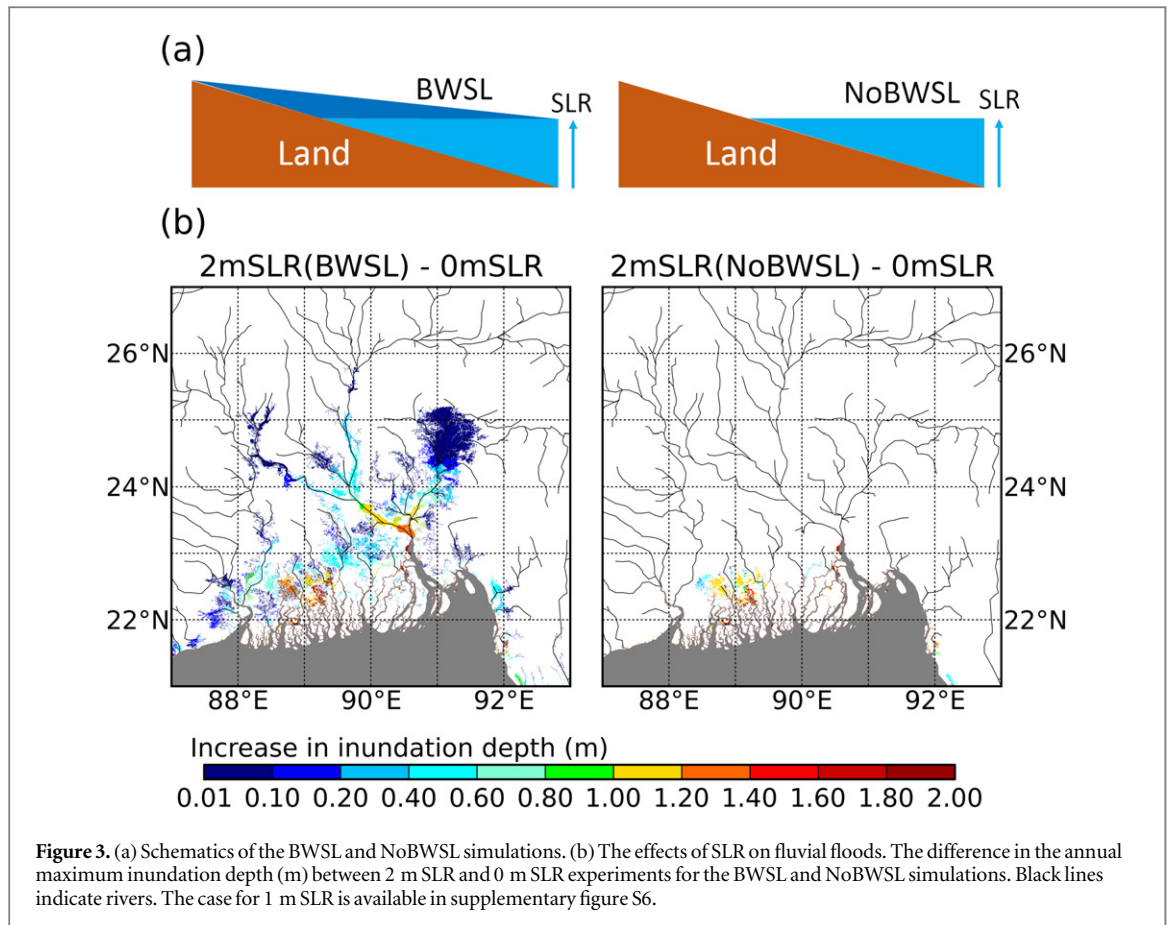 (a)
BWSL
SLR
Land
NoBWSL
SLR
Land
(b)
2mSLR(BWSL) - 0mSLR
2mSLR(NoBWSL) - 0mSLR
26°N
26°N
24°N
24°N
22°N
22°N
88°E 90°E 92°E
88°E 90°E 92°E
Increase in inundation depth (m)
0.01 0.10 0.20 0.40 0.60 0.80 1.00 1.20 1.40 1.60 1.80 2.00
Figure 3. (a) Schematics of the BWSL and NoBWSL simulations. (b) The effects of SLR on fluvial floods. The difference in the annual
maximum inundation depth (m) between 2 m SLR and 0 m SLR experiments for the BWSL and NoBWSL simulations. Black lines
indicate rivers. The case for 1 m SLR is available in supplementary figure S6.